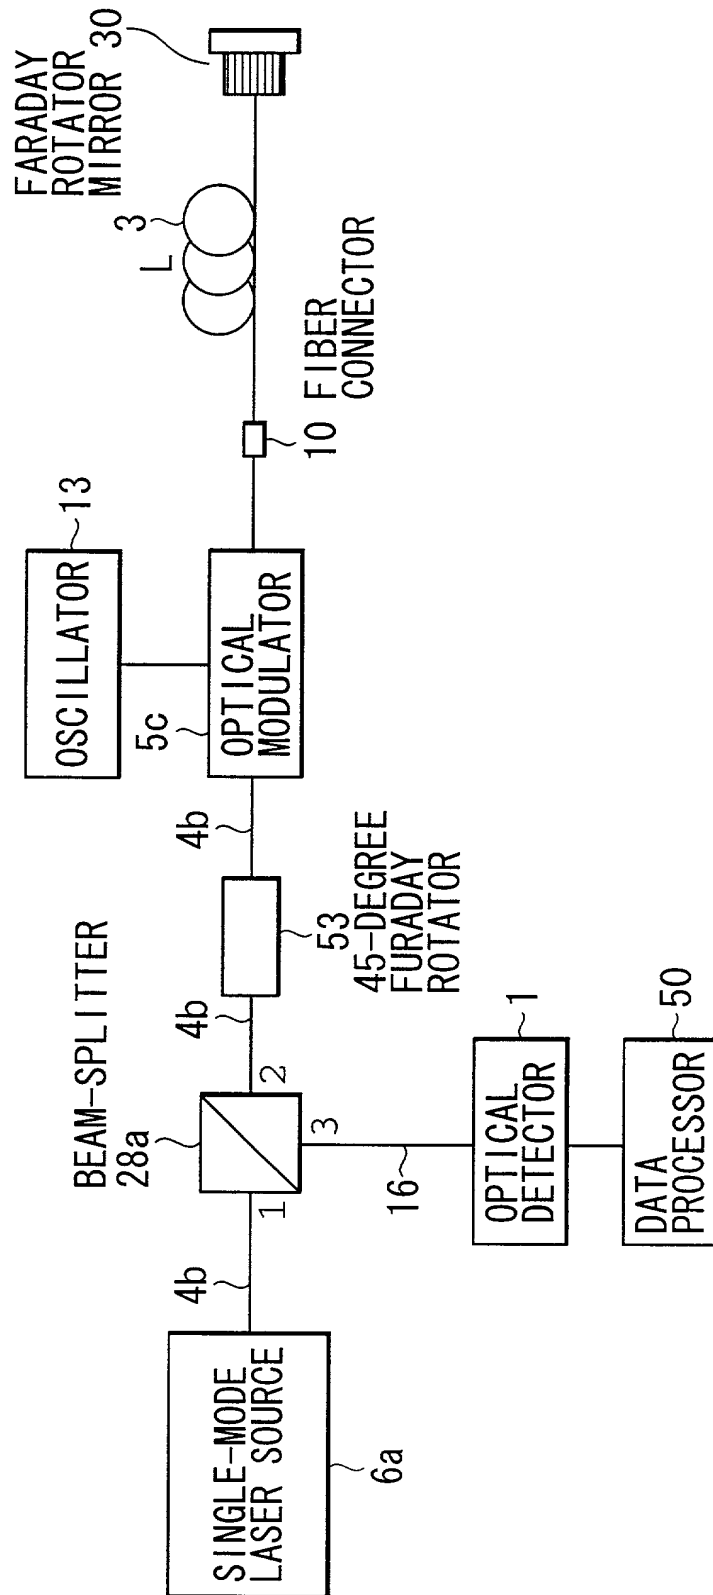 SINGLE-MODE
LASER SOURCE
6a
4b
BEAM-SPLITTER
28a
1
2
3
16
OPTICAL
DETECTOR
1
DATA
PROCESSOR
50
4b
53
45-DEGREE
FURADAY
ROTATOR
4b
OSCILLATOR
13
5c
OPTICAL
MODULATOR
10 FIBER
CONNECTOR
L
3
FARADAY
ROTATOR
MIRROR 30